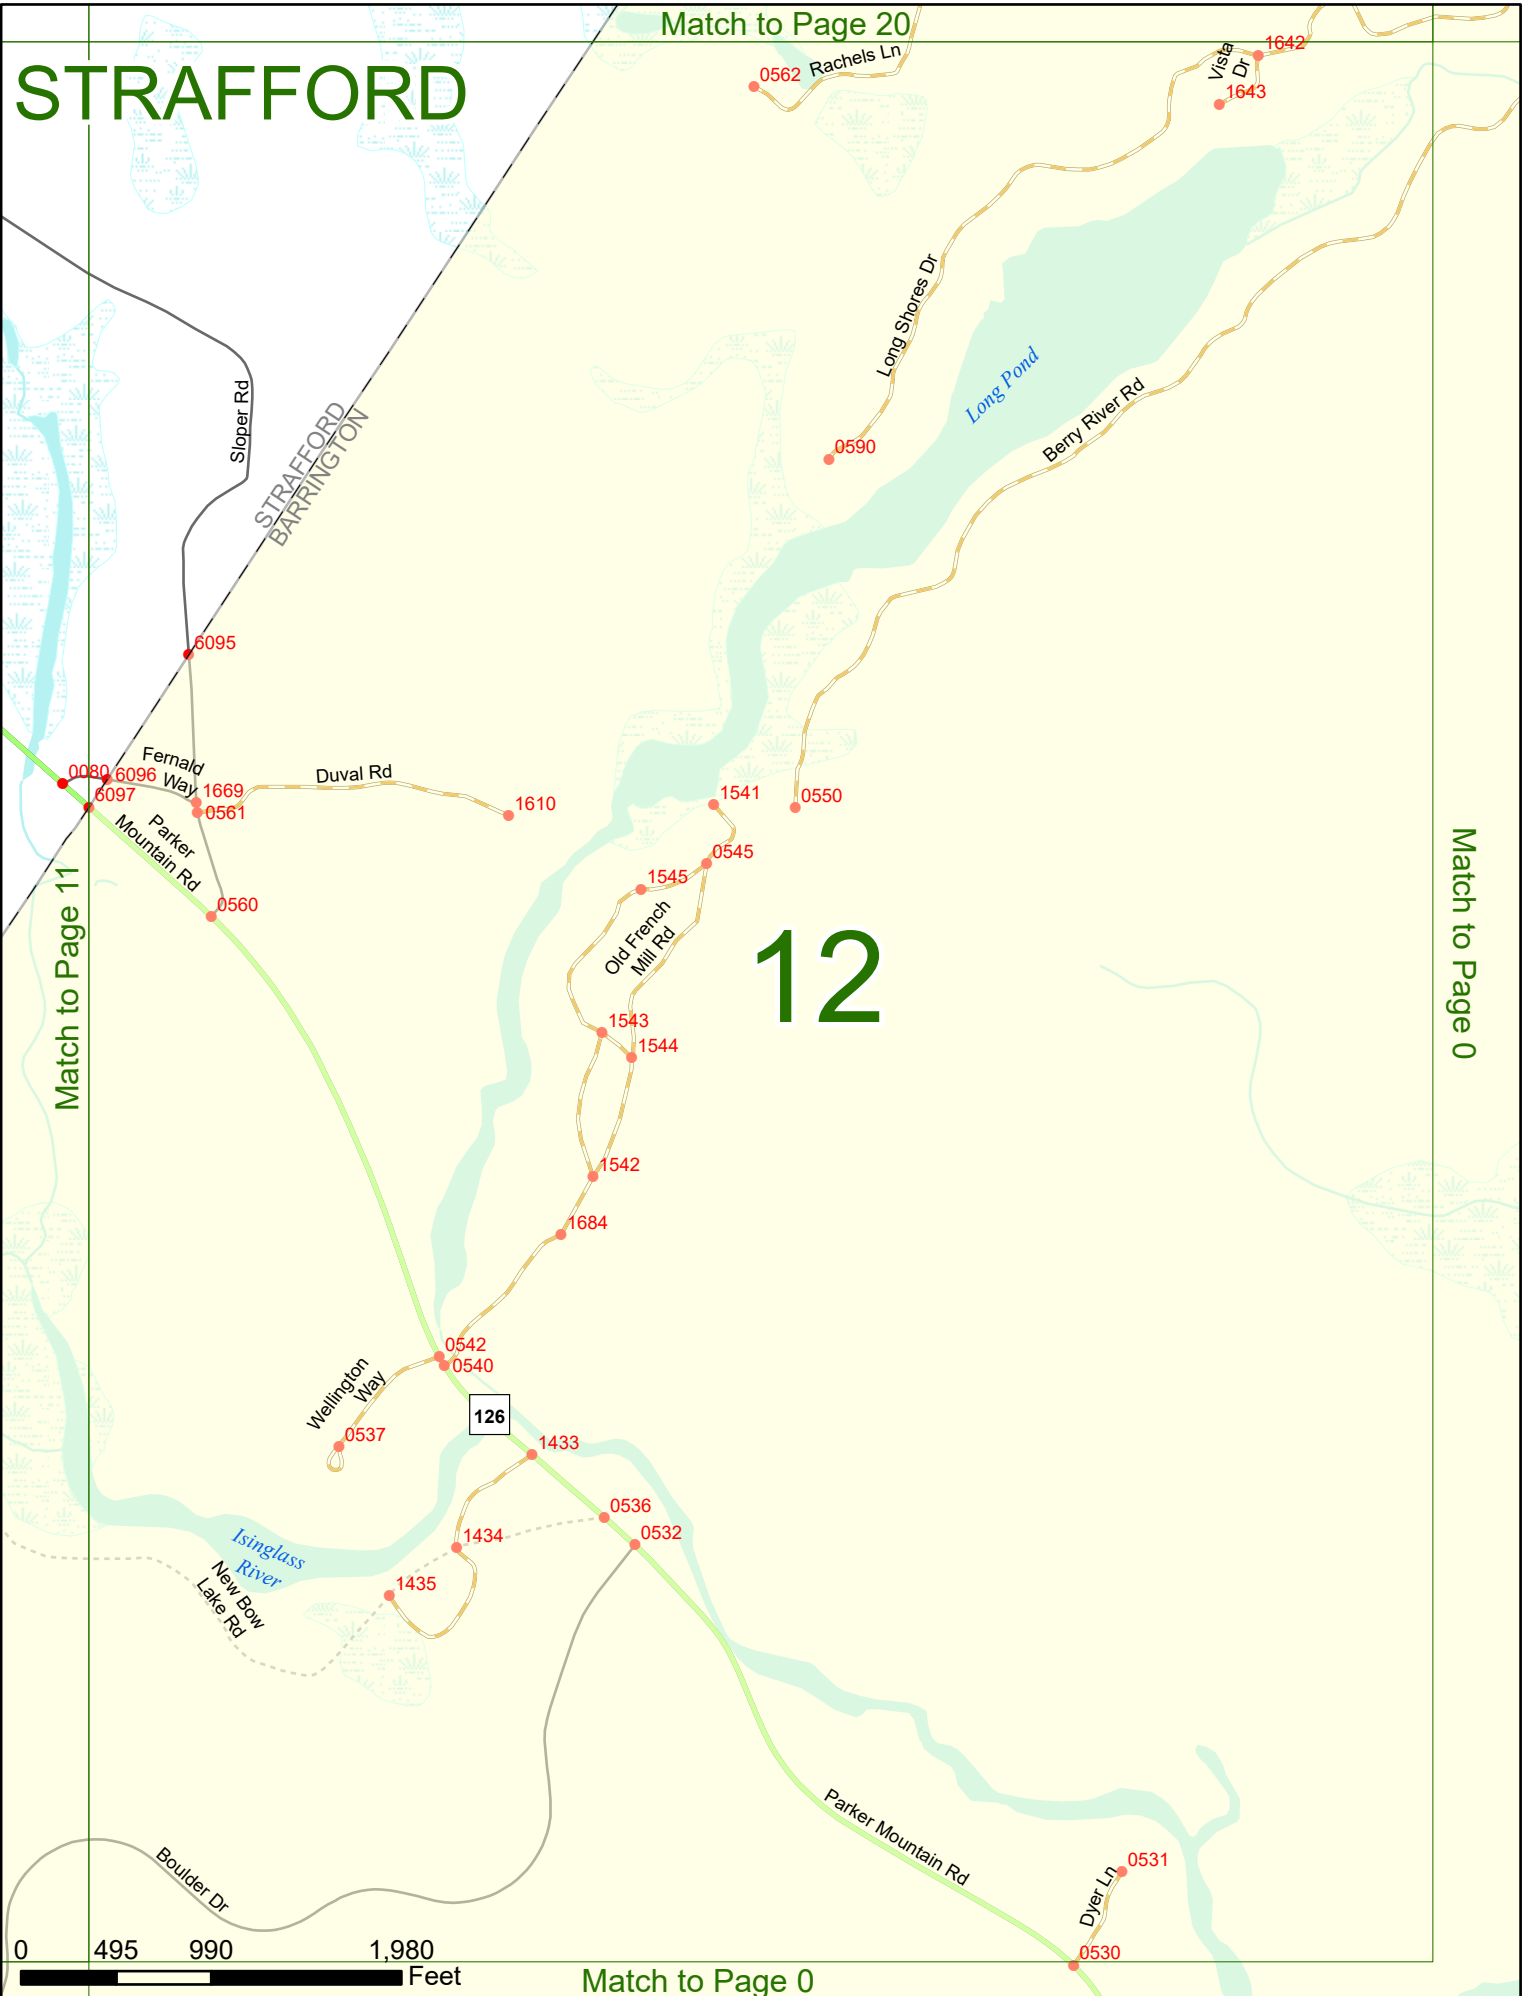 Match to Page 20
STRAFFORD
0562
Rachels Ln
Vista
Dr
1642
1643
Long Shores Dr
Long Pond
Berry River Rd
0590
Sloper Rd
STRAFFORD
BARRINGTON
6095
Fernald
Way
0080
6096
6097
1669
0561
Duval Rd
1610
1541
0550
Parker
Mountain Rd
0545
1545
0560
Old French
Mill Rd
12
Match to Page 11
Match to Page 0
1543
1544
1542
1684
0542
0540
Wellington
Way
126
0537
1433
0536
0532
1434
Isinglass
River
1435
New Bow
Lake Rd
Parker Mountain Rd
Boulder Dr
0531
Dyer Ln
0530
0 495 990 1,980
Feet
Match to Page 0